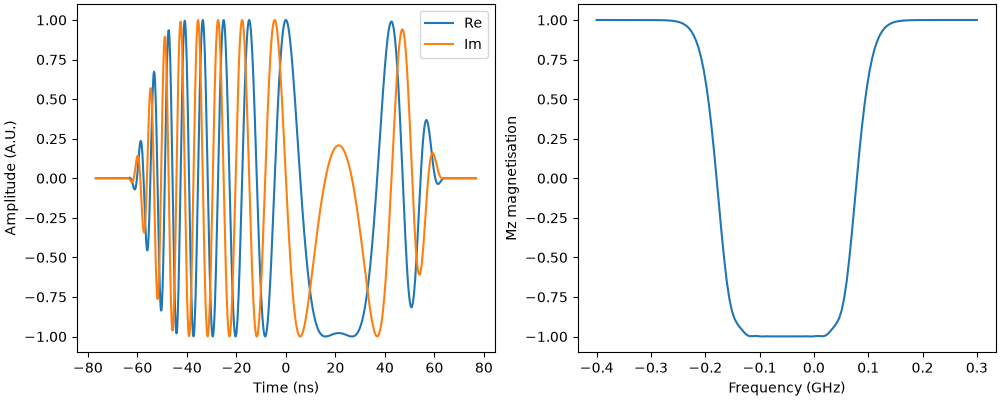 1.00
0.75
0.50
0.25
0.00
−0.25
−0.50
−0.75
−1.00
Amplitude (A.U.)
−80 −60 −40 −20 0 20 40 60 80
Time (ns)
Re
Im
1.00
0.75
0.50
0.25
0.00
−0.25
−0.50
−0.75
−1.00
Mz magnetisation
−0.4 −0.3 −0.2 −0.1 0.0 0.1 0.2 0.3
Frequency (GHz)